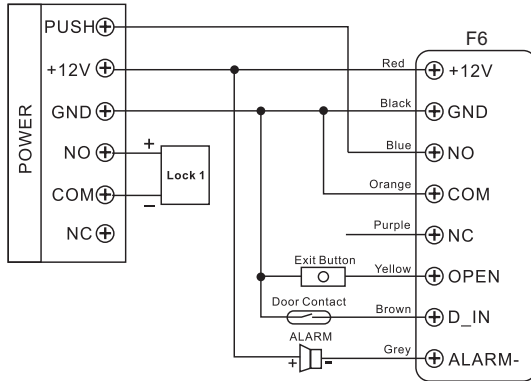 POWER
PUSH
+12V
GND
NO
COM
NC
+
Lock 1
−
F6
Red
+12V
Black
GND
Blue
NO
Orange
COM
Purple
NC
Exit Button
Yellow
OPEN
Door Contact
Brown
D_IN
ALARM
+
-
Grey
ALARM-